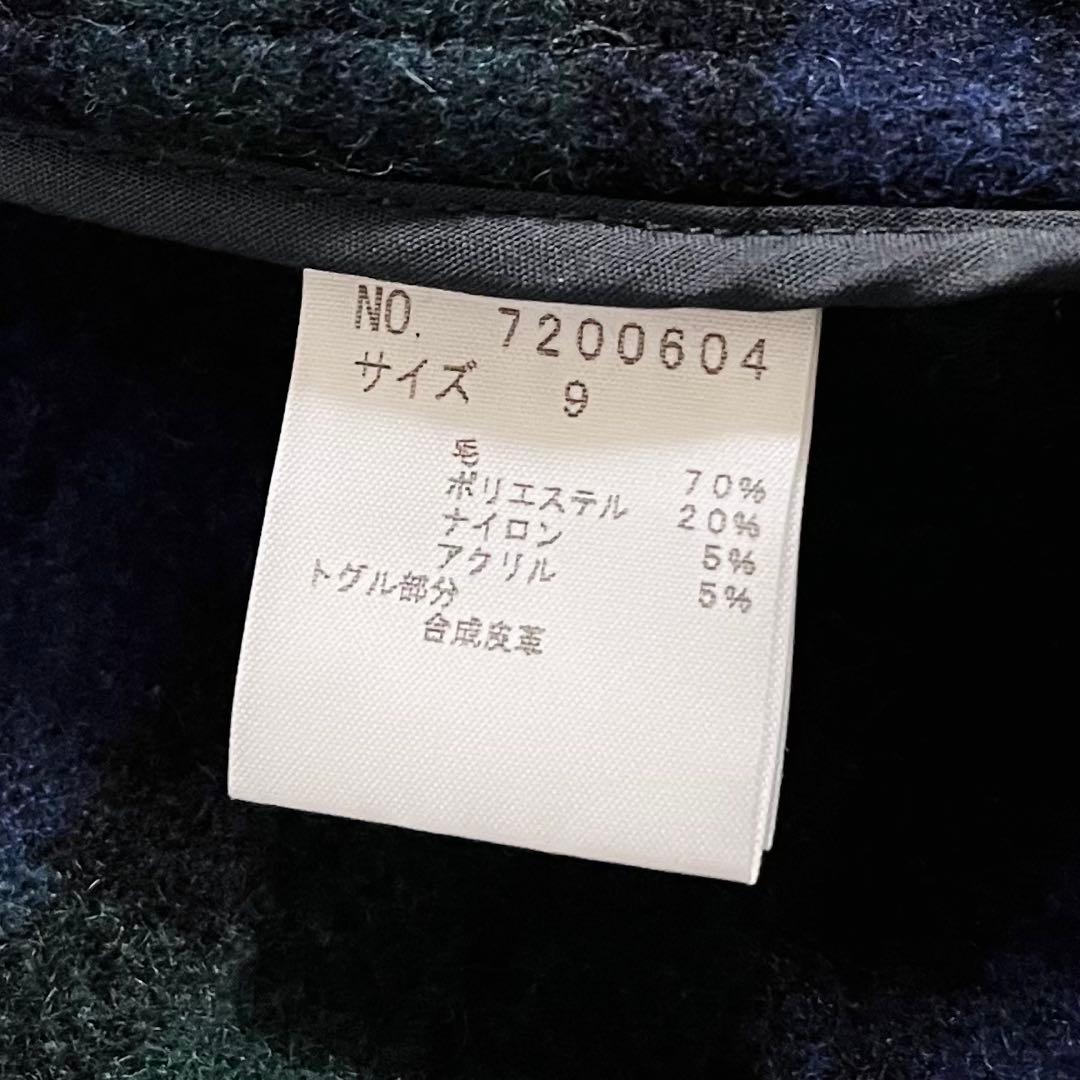 NO. 7200604
サイズ 9
毛 70%
ポリエステル 20%
ナイロン 5%
アクリル 5%
トグル部分
合成皮革